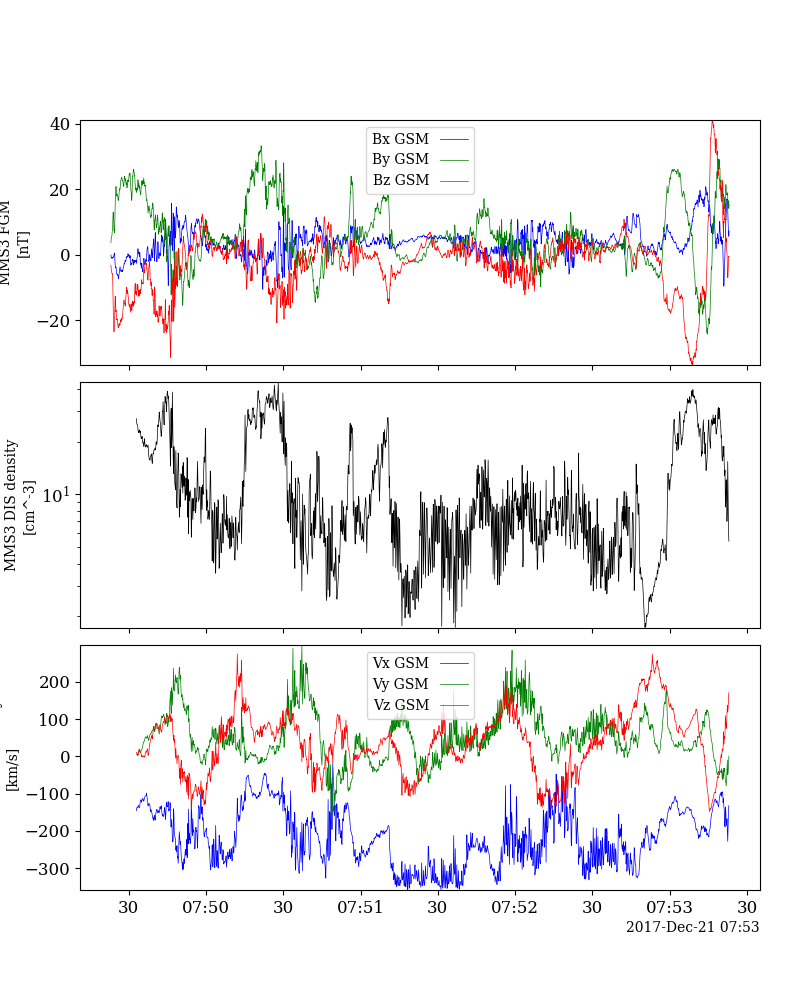 40
20
0
−20
MMS3 FGM
[nT]
Bx GSM
By GSM
Bz GSM
10^1
MMS3 DIS density
[cm^-3]
200
100
0
−100
−200
−300
[km/s]
Vx GSM
Vy GSM
Vz GSM
30 07:50 30 07:51 30 07:52 30 07:53 30
2017-Dec-21 07:53